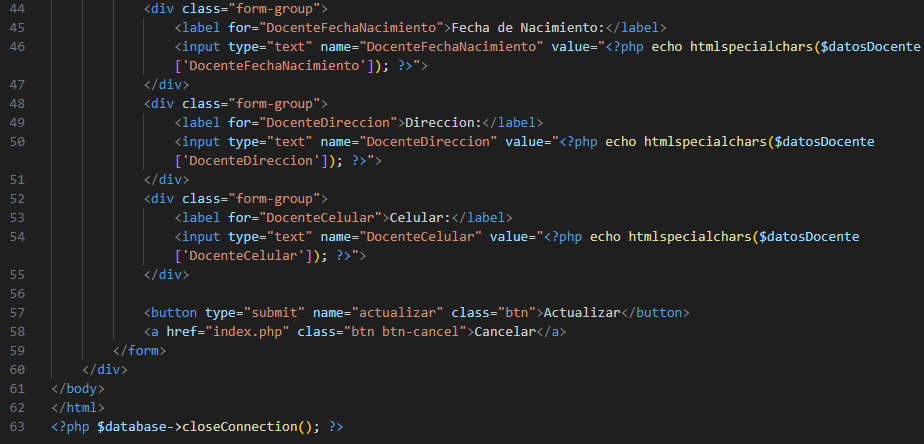 44 <div class="form-group">
45 <label for="DocenteFechaNacimiento">Fecha de Nacimiento:</label>
46 <input type="text" name="DocenteFechaNacimiento" value="<?php echo htmlspecialchars($datosDocente
['DocenteFechaNacimiento']); ?>">
47 </div>
48 <div class="form-group">
49 <label for="DocenteDireccion">Direccion:</label>
50 <input type="text" name="DocenteDireccion" value="<?php echo htmlspecialchars($datosDocente
['DocenteDireccion']); ?>">
51 </div>
52 <div class="form-group">
53 <label for="DocenteCelular">Celular:</label>
54 <input type="text" name="DocenteCelular" value="<?php echo htmlspecialchars($datosDocente
['DocenteCelular']); ?>">
55 </div>
56
57 <button type="submit" name="actualizar" class="btn">Actualizar</button>
58 <a href="index.php" class="btn btn-cancel">Cancelar</a>
59 </form>
60 </div>
61 </body>
62 </html>
63 <?php $database->closeConnection(); ?>